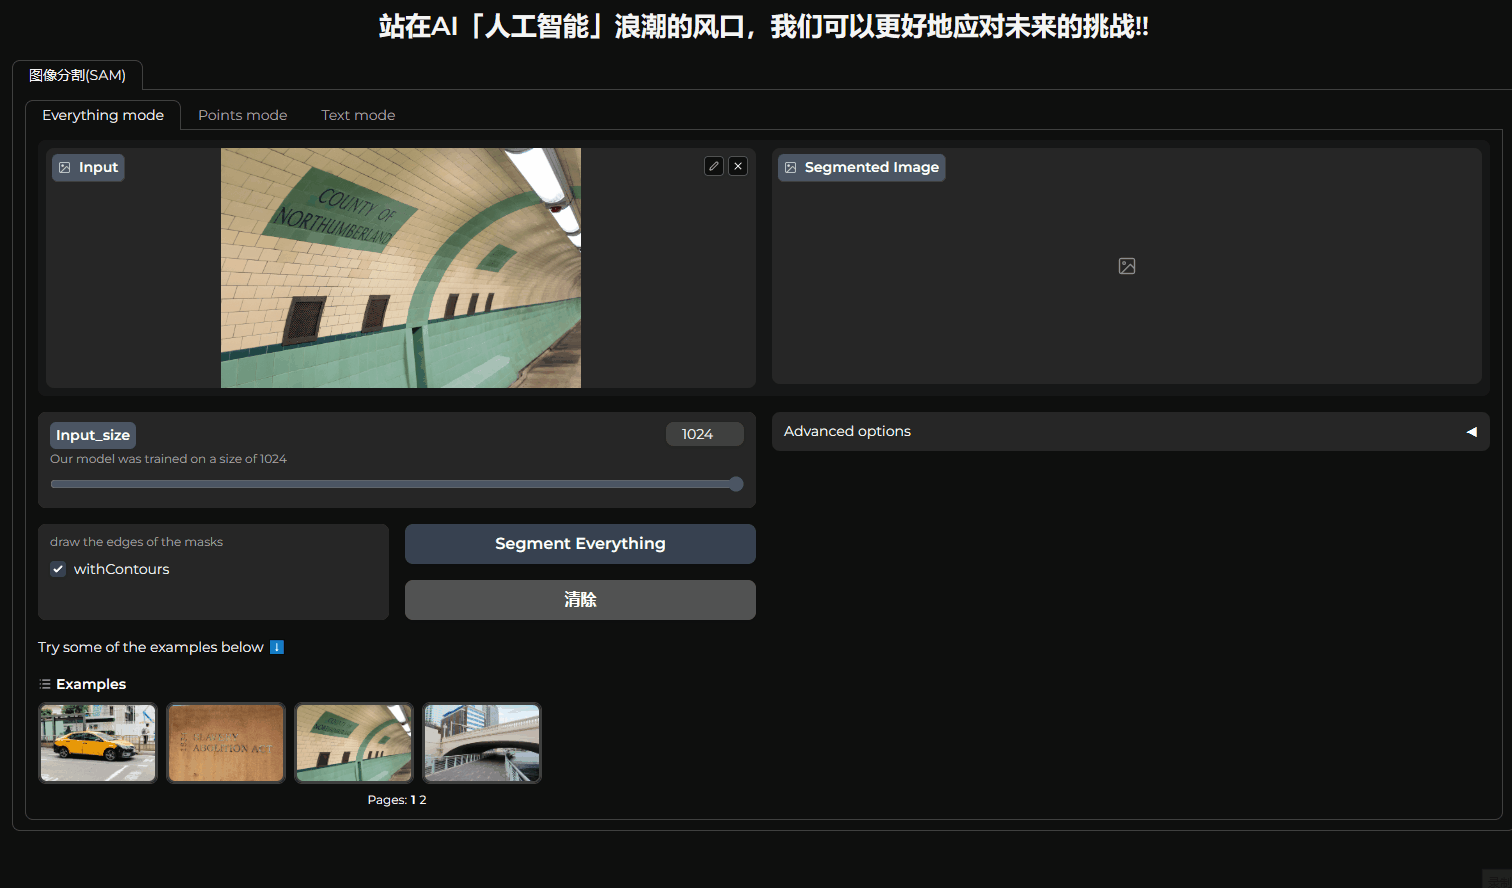 站在AI「人工智能」浪潮的风口，我们可以更好地应对未来的挑战!!
图像分割(SAM)
Everything mode
Points mode
Text mode
Input
COUNTY OF
NORTHUMBERLAND
Segmented Image
Input_size
1024
Our model was trained on a size of 1024
Advanced options
draw the edges of the masks
withContours
Segment Everything
清除
Try some of the examples below
Examples
ABOLITION ACT
COUNTY OF
NORTHUMBERLAND
Pages: 1 2